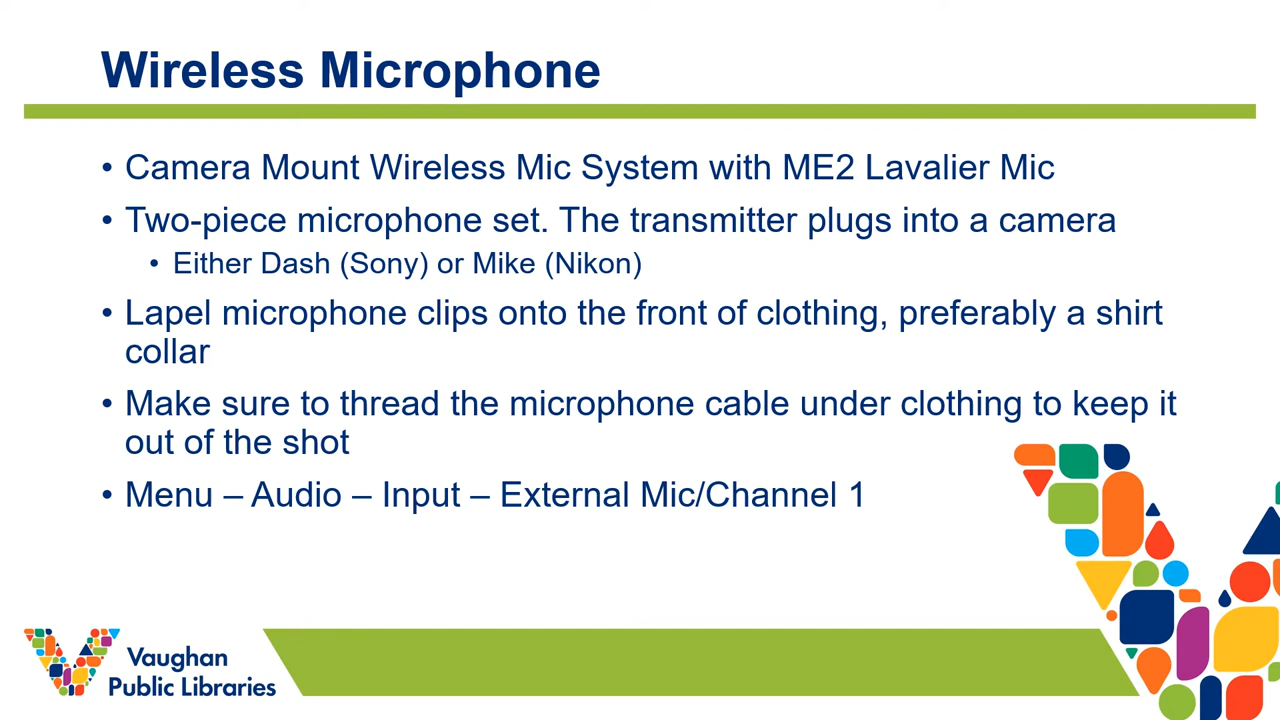 Wireless Microphone
• Camera Mount Wireless Mic System with ME2 Lavalier Mic
• Two-piece microphone set. The transmitter plugs into a camera
• Either Dash (Sony) or Mike (Nikon)
• Lapel microphone clips onto the front of clothing, preferably a shirt
collar
• Make sure to thread the microphone cable under clothing to keep it
out of the shot
• Menu – Audio – Input – External Mic/Channel 1
Vaughan
Public Libraries